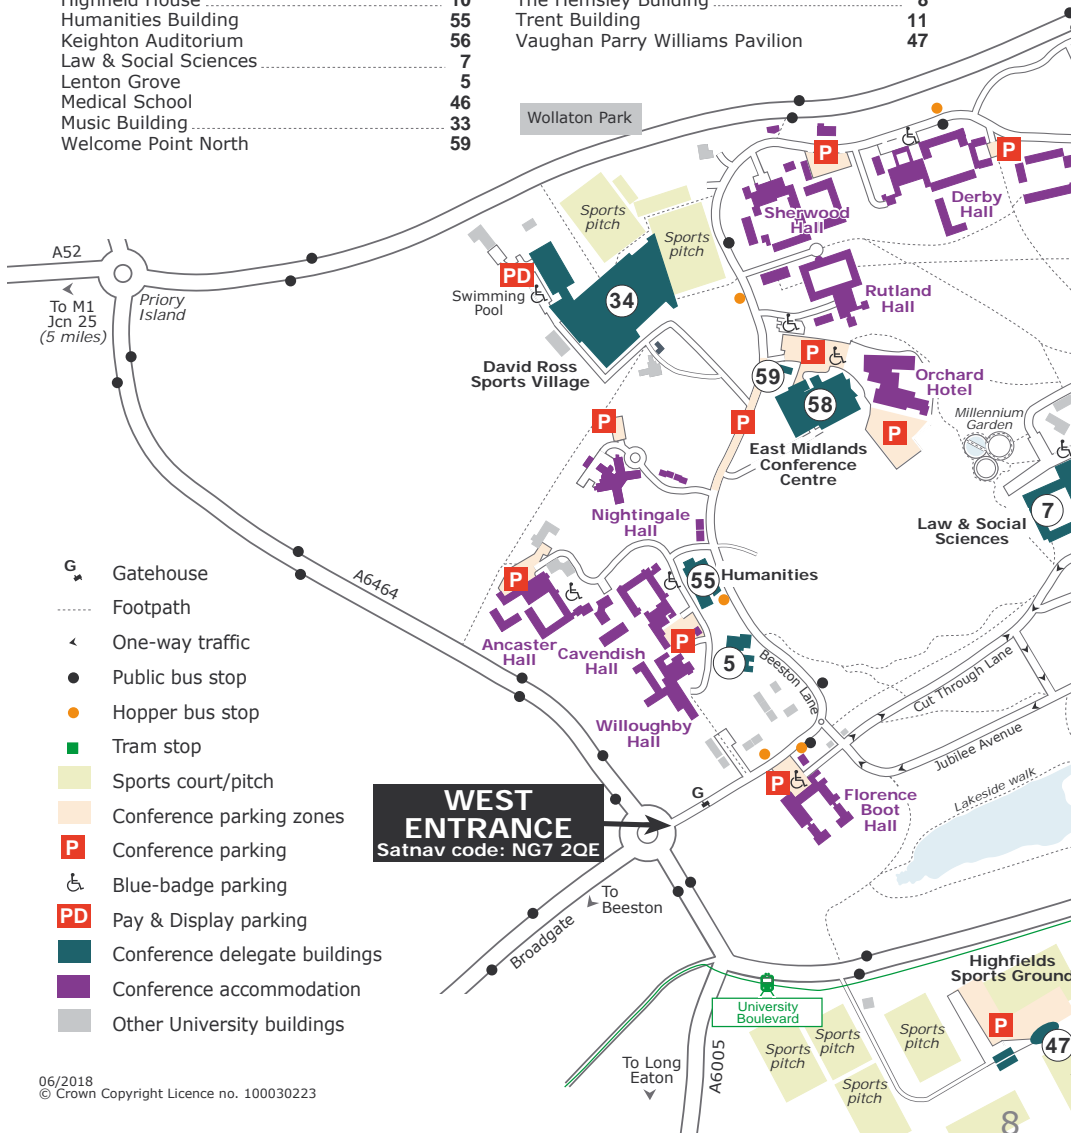 Highfield House 10
Humanities Building 55
Keighton Auditorium 56
Law & Social Sciences 7
Lenton Grove 5
Medical School 46
Music Building 33
Welcome Point North 59
The Hemsley Building 8
Trent Building 11
Vaughan Parry Williams Pavilion 47
Wollaton Park
P
P
Derby
Hall
Sherwood
Hall
Sports
pitch
Sports
pitch
A52
To M1
Jcn 25
(5 miles)
Priory
Island
PD
Swimming
Pool
34
Rutland
Hall
David Ross
Sports Village
P
59
58
Orchard
Hotel
P
P
P
Millennium
Garden
East Midlands
Conference
Centre
Nightingale
Hall
7
Law & Social
Sciences
A6464
P
55
Humanities
Ancaster
Hall
Cavendish
Hall
P
5
Beeston Lane
Cut Through Lane
Willoughby
Hall
Jubilee Avenue
Lakeside walk
P
Florence
Boot
Hall
G
WEST
ENTRANCE
Satnav code: NG7 2QE
To
Beeston
Broadgate
University
Boulevard
Highfields
Sports Ground
P
47
Sports
pitch
Sports
pitch
Sports
pitch
Sports
pitch
To Long
Eaton
A6005
G Gatehouse
Footpath
One-way traffic
Public bus stop
Hopper bus stop
Tram stop
Sports court/pitch
Conference parking zones
P Conference parking
Blue-badge parking
PD Pay & Display parking
Conference delegate buildings
Conference accommodation
Other University buildings
06/2018
© Crown Copyright Licence no. 100030223
8